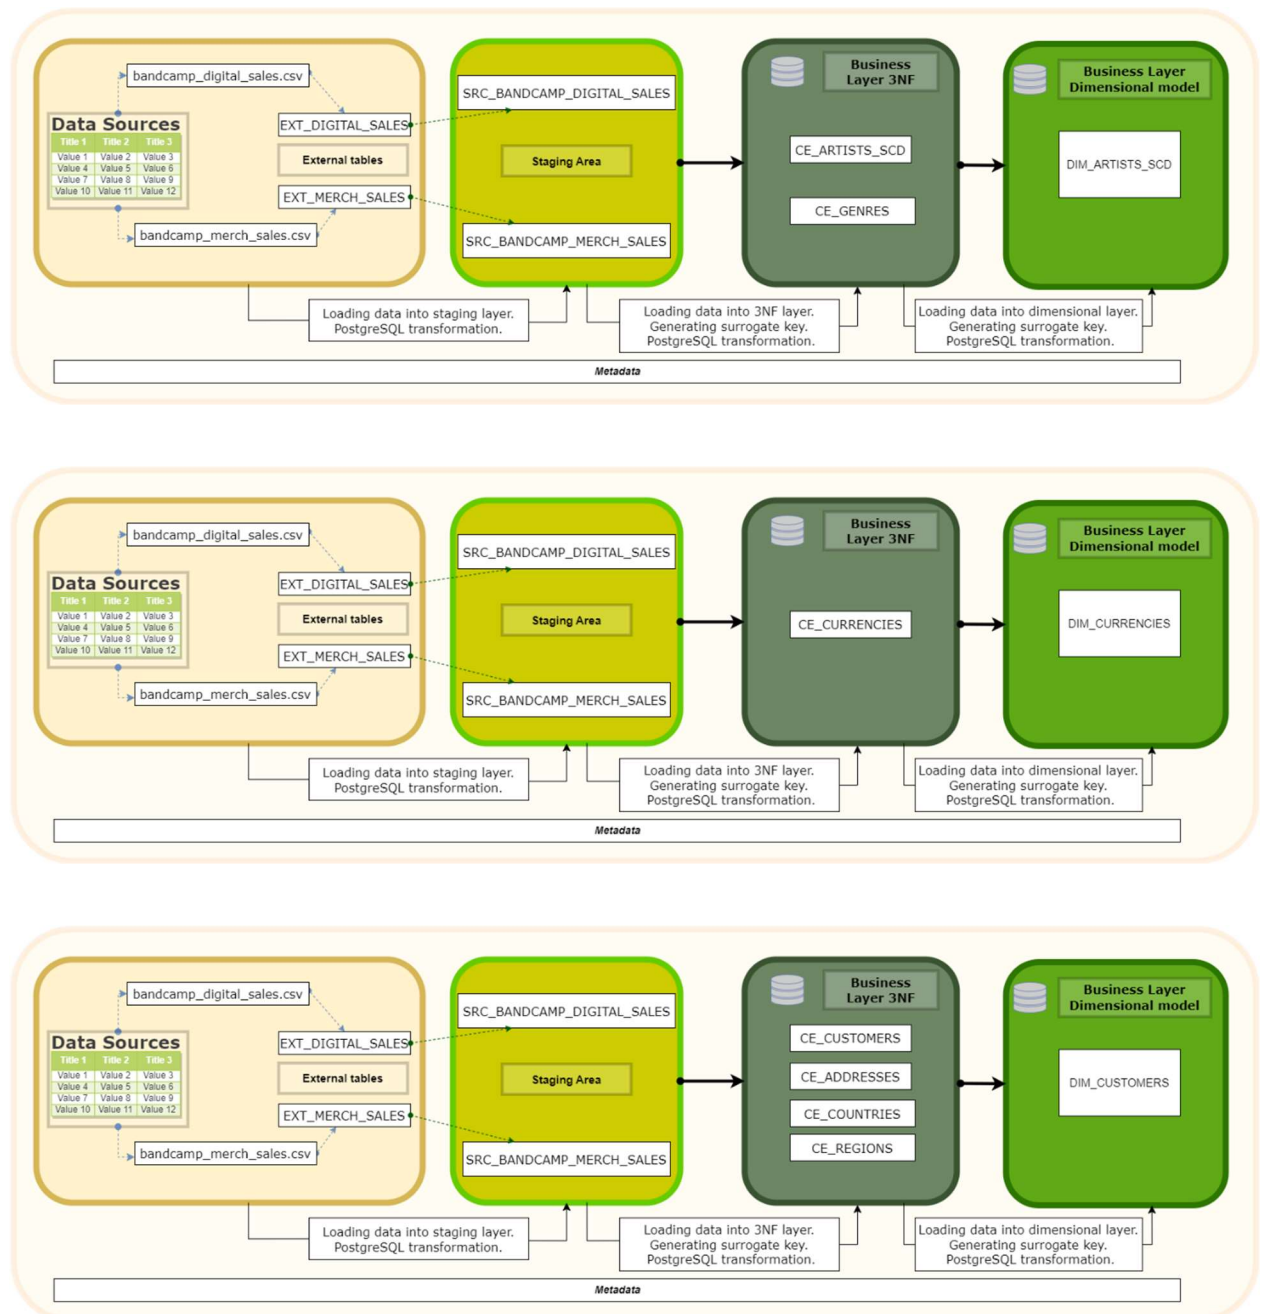 bandcamp_digital_sales.csv
Data Sources
Title 1 Title 2 Title 3
Value 1 Value 2 Value 3
Value 4 Value 5 Value 6
Value 7 Value 8 Value 9
Value 10 Value 11 Value 12
bandcamp_merch_sales.csv
EXT_DIGITAL_SALES
External tables
EXT_MERCH_SALES
SRC_BANDCAMP_DIGITAL_SALES
Staging Area
SRC_BANDCAMP_MERCH_SALES
Business
Layer 3NF
CE_ARTISTS_SCD
CE_GENRES
Business Layer
Dimensional model
DIM_ARTISTS_SCD
Loading data into staging layer.
PostgreSQL transformation.
Loading data into 3NF layer.
Generating surrogate key.
PostgreSQL transformation.
Loading data into dimensional layer.
Generating surrogate key.
PostgreSQL transformation.
Metadata
bandcamp_digital_sales.csv
Data Sources
Title 1 Title 2 Title 3
Value 1 Value 2 Value 3
Value 4 Value 5 Value 6
Value 7 Value 8 Value 9
Value 10 Value 11 Value 12
bandcamp_merch_sales.csv
EXT_DIGITAL_SALES
External tables
EXT_MERCH_SALES
SRC_BANDCAMP_DIGITAL_SALES
Staging Area
SRC_BANDCAMP_MERCH_SALES
Business
Layer 3NF
CE_CURRENCIES
Business Layer
Dimensional model
DIM_CURRENCIES
Loading data into staging layer.
PostgreSQL transformation.
Loading data into 3NF layer.
Generating surrogate key.
PostgreSQL transformation.
Loading data into dimensional layer.
Generating surrogate key.
PostgreSQL transformation.
Metadata
bandcamp_digital_sales.csv
Data Sources
Title 1 Title 2 Title 3
Value 1 Value 2 Value 3
Value 4 Value 5 Value 6
Value 7 Value 8 Value 9
Value 10 Value 11 Value 12
bandcamp_merch_sales.csv
EXT_DIGITAL_SALES
External tables
EXT_MERCH_SALES
SRC_BANDCAMP_DIGITAL_SALES
Staging Area
SRC_BANDCAMP_MERCH_SALES
Business
Layer 3NF
CE_CUSTOMERS
CE_ADDRESSES
CE_COUNTRIES
CE_REGIONS
Business Layer
Dimensional model
DIM_CUSTOMERS
Loading data into staging layer.
PostgreSQL transformation.
Loading data into 3NF layer.
Generating surrogate key.
PostgreSQL transformation.
Loading data into dimensional layer.
Generating surrogate key.
PostgreSQL transformation.
Metadata